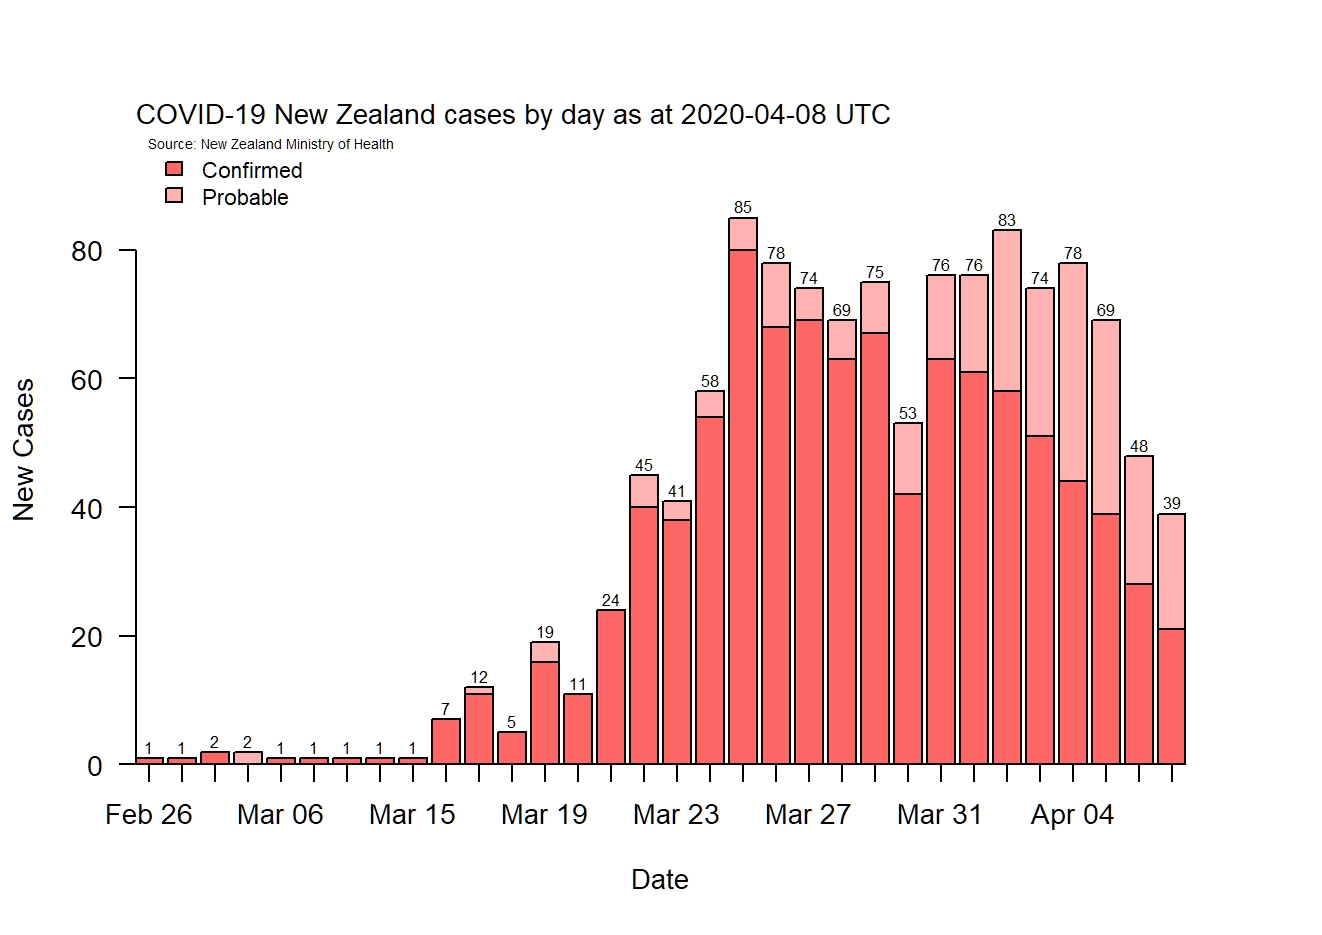 COVID-19 New Zealand cases by day as at 2020-04-08 UTC
Source: New Zealand Ministry of Health
Confirmed
Probable
New Cases
80
60
40
20
0
1 1 2 2 1 1 1 1 1 7 12 5 19 11 24 45 41 58 85 78 74 69 75 53 76 76 83 74 78 69 48 39
Feb 26 Mar 06 Mar 15 Mar 19 Mar 23 Mar 27 Mar 31 Apr 04
Date